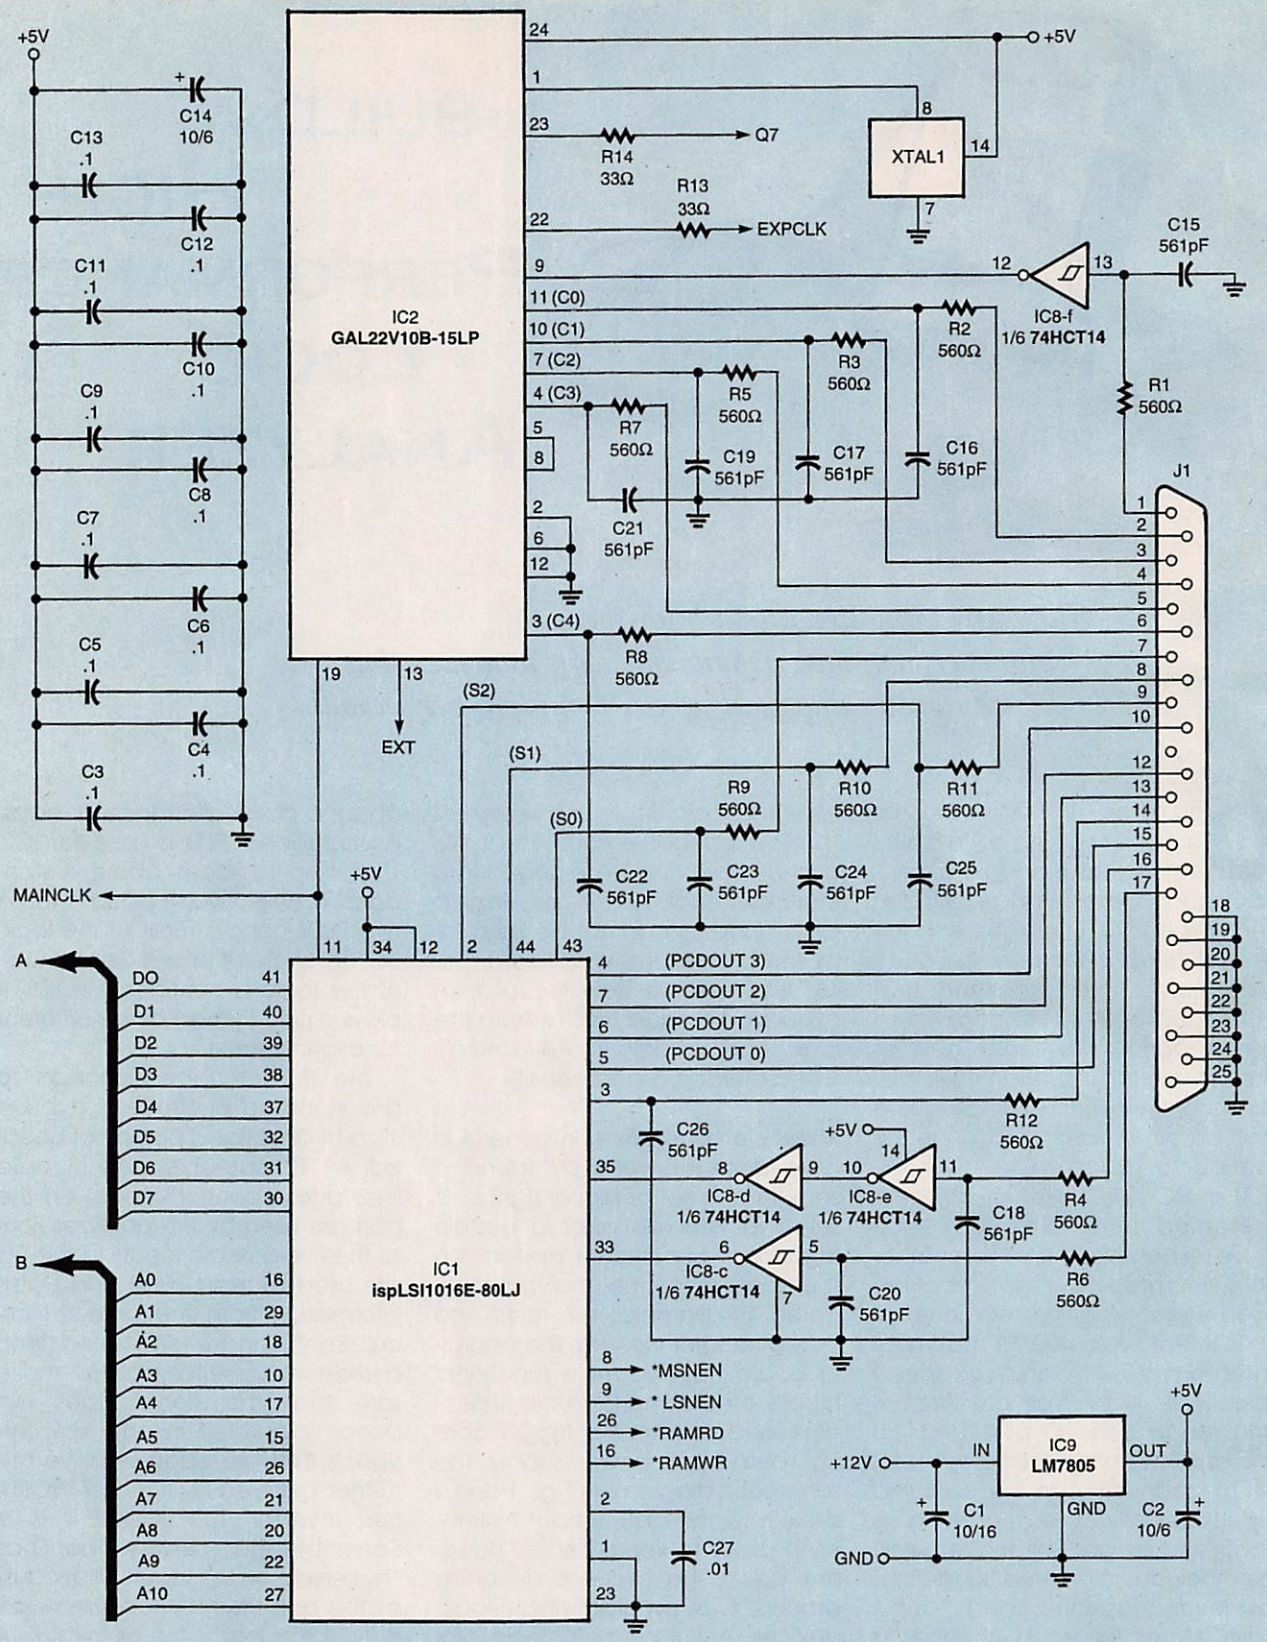 +5V
+
C14
10/6
C13
.1
C12
.1
C11
.1
C10
.1
C9
.1
C8
.1
C7
.1
C6
.1
C5
.1
C4
.1
C3
.1
IC2
GAL22V10B-15LP
24
+5V
1
8
XTAL1
14
7
23
R14
33Ω
Q7
R13
33Ω
22
EXPCLK
9
12
13
IC8-f
1/6 74HCT14
C15
561pF
11 (C0)
R2
560Ω
10 (C1)
R3
560Ω
R1
560Ω
7 (C2)
R5
560Ω
4 (C3)
R7
560Ω
5
8
C19
561pF
C17
561pF
C16
561pF
C21
561pF
2
6
12
3 (C4)
R8
560Ω
J1
1
2
3
4
5
6
7
8
9
10
12
13
14
15
16
17
18
19
20
21
22
23
24
25
19
13
EXT
(S2)
(S1)
(S0)
R9
560Ω
R10
560Ω
R11
560Ω
C22
561pF
C23
561pF
C24
561pF
C25
561pF
MAINCLK
+5V
11
34
12
2
44
43
A
DO 41
D1 40
D2 39
D3 38
D4 37
D5 32
D6 31
D7 30
B
A0 16
A1 29
A2 18
A3 10
A4 17
A5 15
A6 26
A7 21
A8 20
A9 22
A10 27
IC1
ispLSI1016E-80LJ
4 (PCDOUT 3)
7 (PCDOUT 2)
6 (PCDOUT 1)
5 (PCDOUT 0)
3
R12
560Ω
C26
561pF
+5V
14
35
8
9
10
11
IC8-d
1/6 74HCT14
IC8-e
1/6 74HCT14
C18
561pF
R4
560Ω
33
6
5
IC8-c
1/6 74HCT14
7
C20
561pF
R6
560Ω
8 *MSNEN
9 * LSNEN
26 *RAMRD
16 *RAMWR
2
1
23
C27
.01
+12V
IN
IC9
LM7805
OUT
+5V
GND
+
C1
10/16
C2
10/6
+
GND